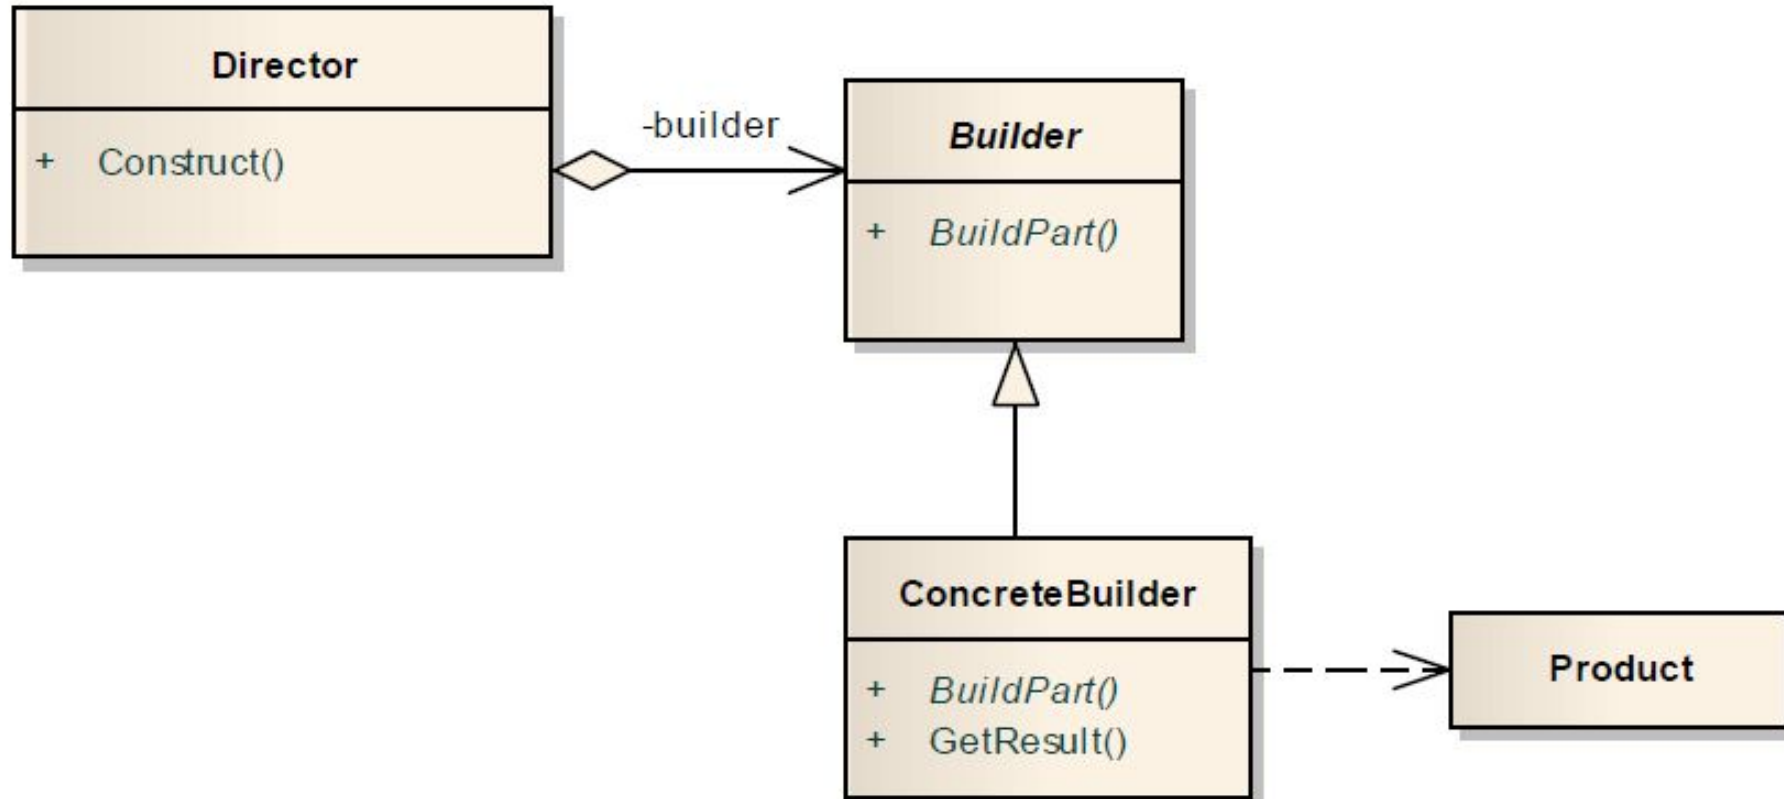 Director
+ Construct()
-builder
Builder
+ BuildPart()
ConcreteBuilder
+ BuildPart()
+ GetResult()
Product